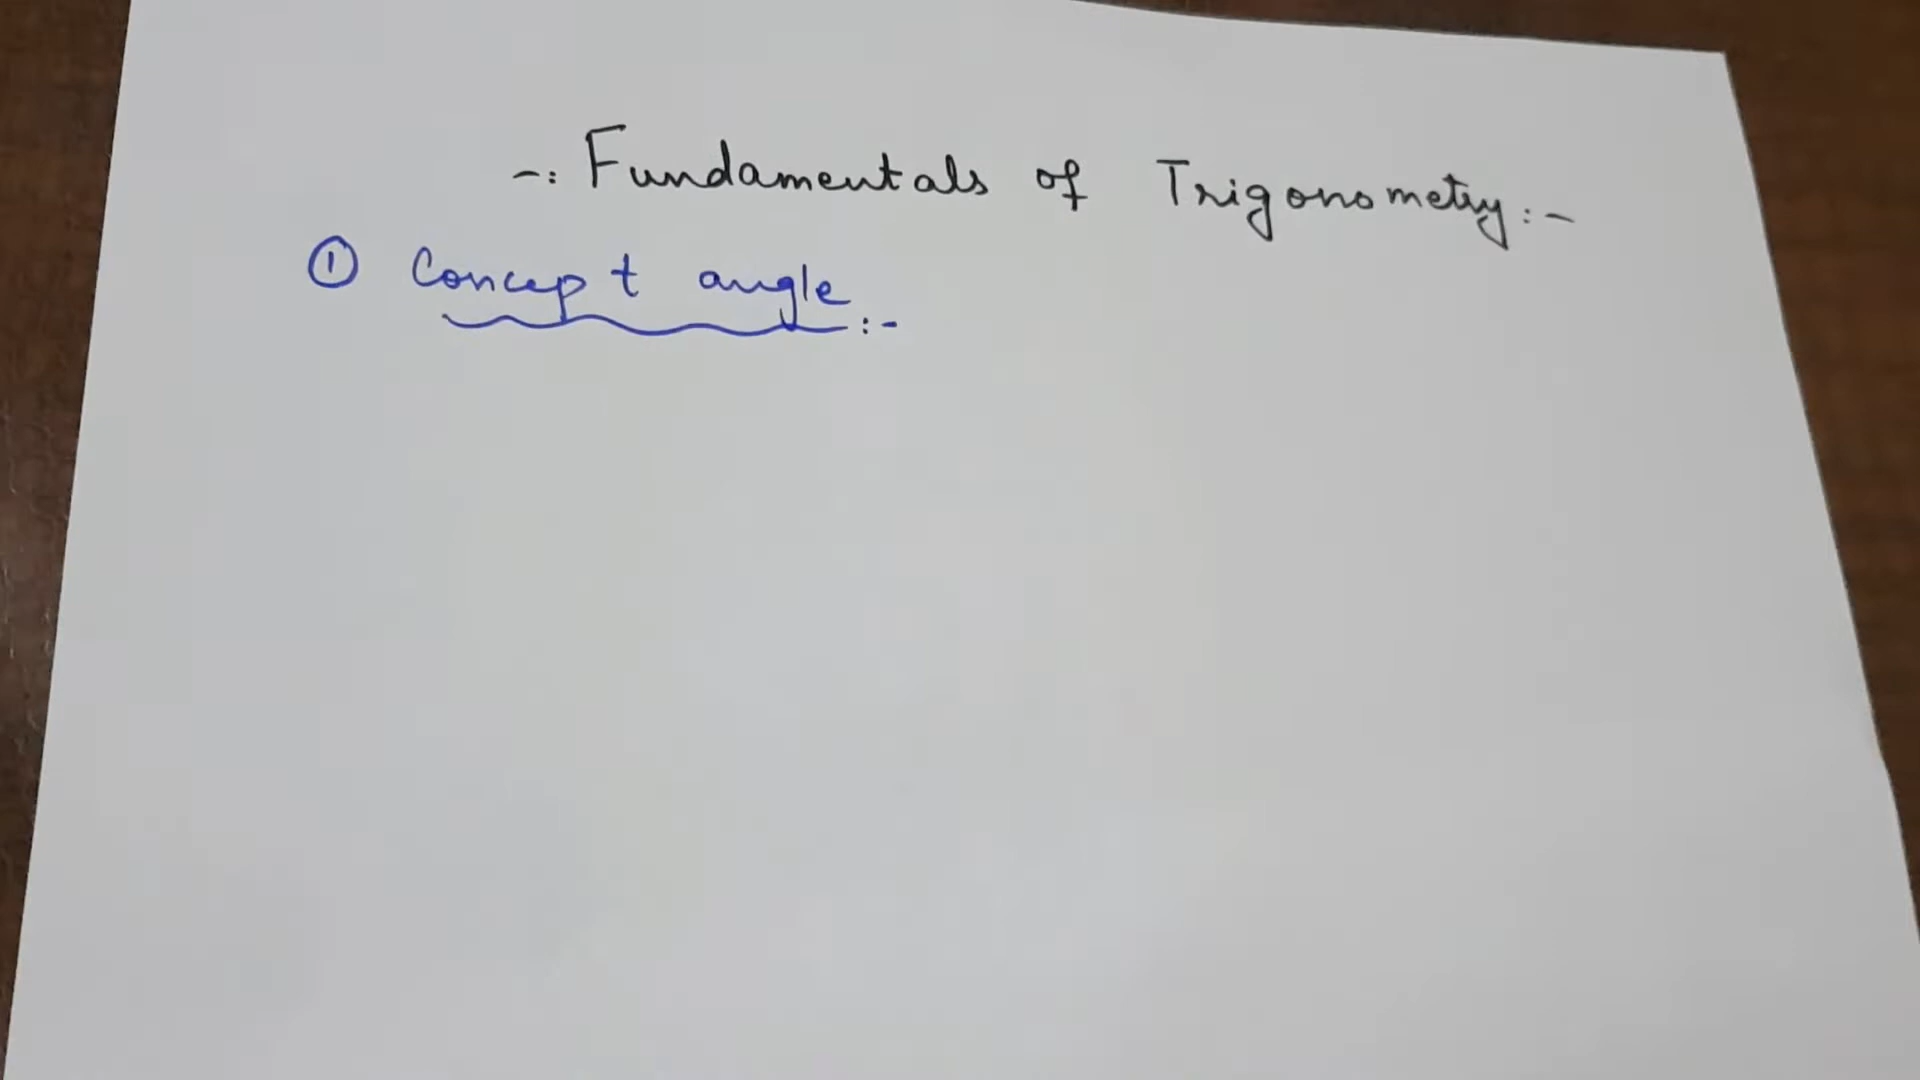 -: Fundamentals of Trigonometry :-
① Concept angle :-